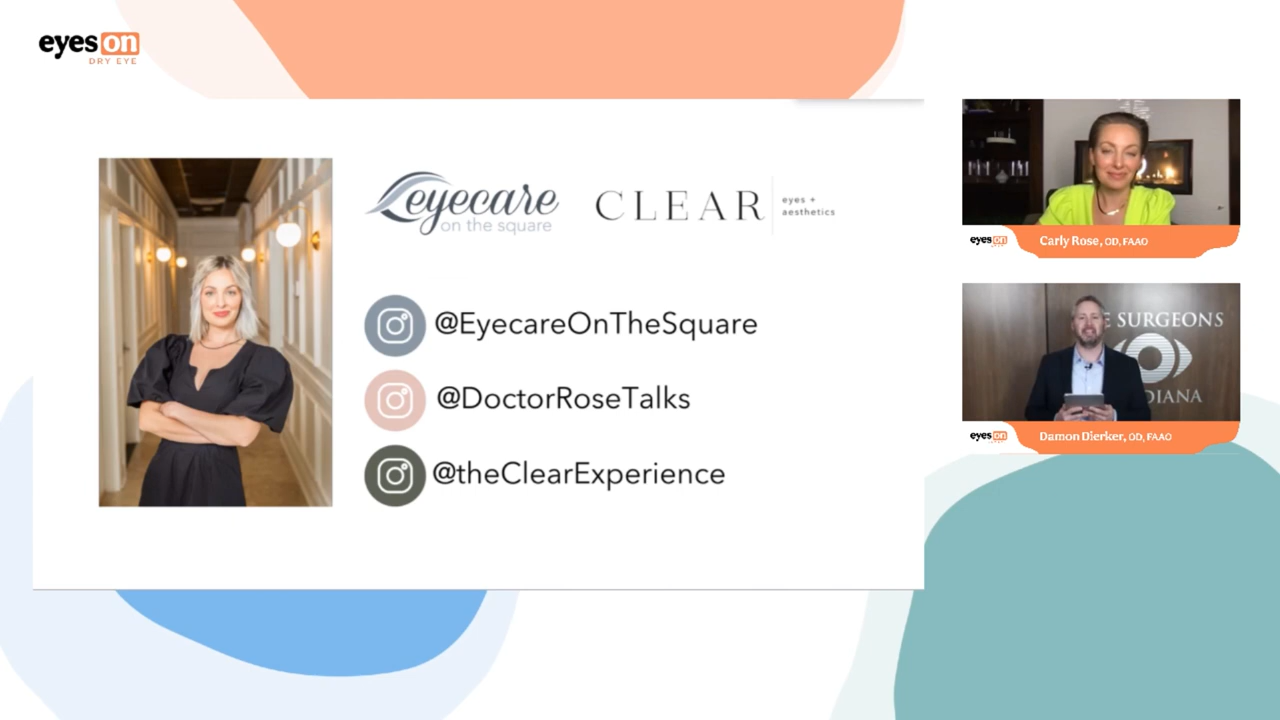 eyes on
DRY EYE
eyecare
on the square
CLEAR
eyes +
aesthetics
@EyecareOnTheSquare
@DoctorRoseTalks
@theClearExperience
eyes on
Carly Rose, OD, FAAO
E SURGEONS
DIANA
eyes on
Damon Dierker, OD, FAAO